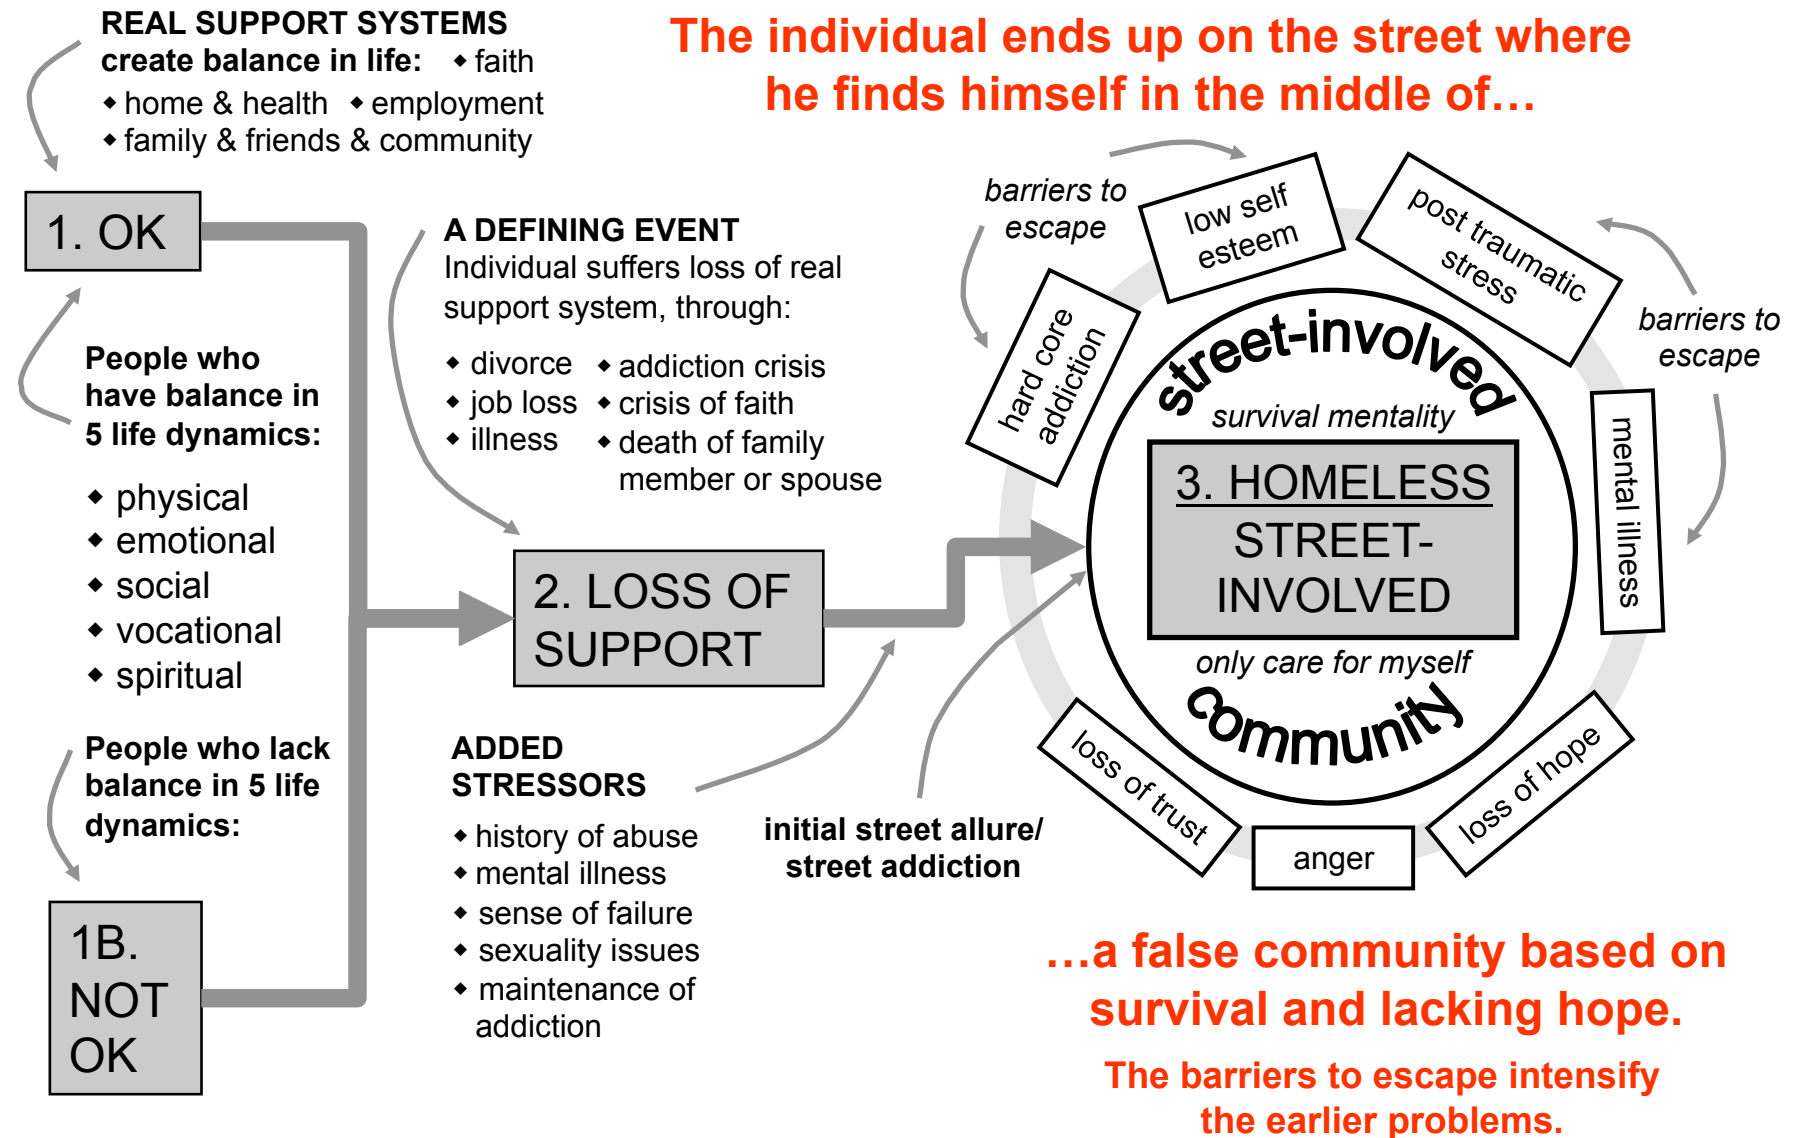 REAL SUPPORT SYSTEMS
create balance in life: ◆ faith
◆ home & health ◆ employment
◆ family & friends & community
The individual ends up on the street where
he finds himself in the middle of…
1. OK
People who
have balance in
5 life dynamics:
◆ physical
◆ emotional
◆ social
◆ vocational
◆ spiritual
People who lack
balance in 5 life
dynamics:
1B.
NOT
OK
A DEFINING EVENT
Individual suffers loss of real
support system, through:
◆ divorce
◆ job loss
◆ illness
◆ addiction crisis
◆ crisis of faith
◆ death of family
member or spouse
2. LOSS OF
SUPPORT
ADDED
STRESSORS
◆ history of abuse
◆ mental illness
◆ sense of failure
◆ sexuality issues
◆ maintenance of
addiction
initial street allure/
street addiction
barriers to
escape
hard core
addiction
low self
esteem
post traumatic
stress
barriers to
escape
mental illness
street-involved
survival mentality
3. HOMELESS
STREET-
INVOLVED
only care for myself
community
loss of trust
anger
loss of hope
…a false community based on
survival and lacking hope.
The barriers to escape intensify
the earlier problems.